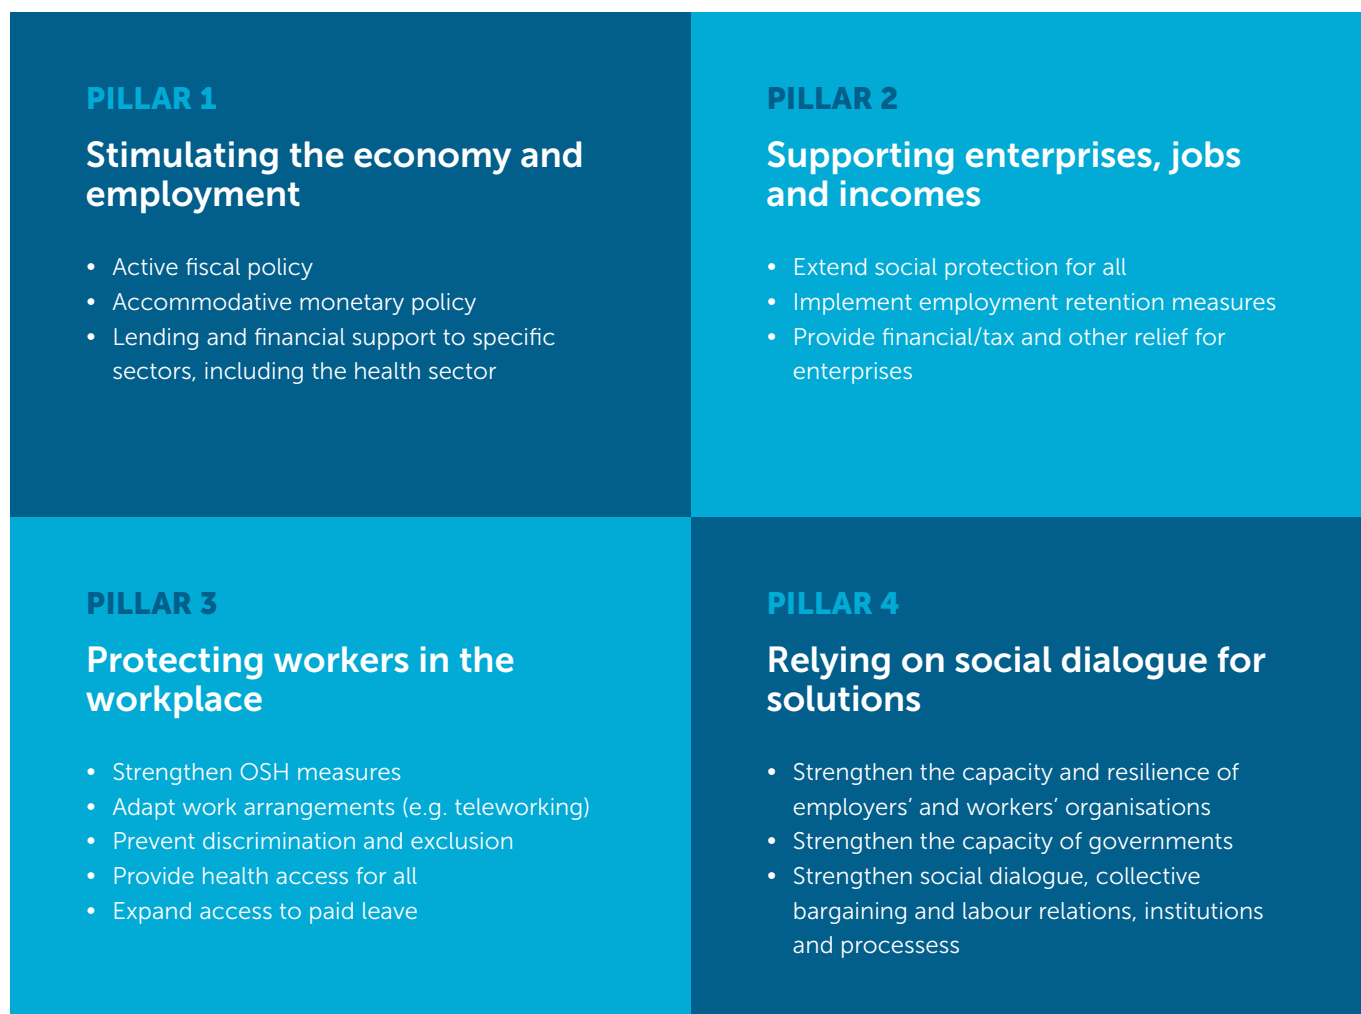 PILLAR 1
Stimulating the economy and
employment
• Active fiscal policy
• Accommodative monetary policy
• Lending and financial support to specific
sectors, including the health sector
PILLAR 2
Supporting enterprises, jobs
and incomes
• Extend social protection for all
• Implement employment retention measures
• Provide financial/tax and other relief for
enterprises
PILLAR 3
Protecting workers in the
workplace
• Strengthen OSH measures
• Adapt work arrangements (e.g. teleworking)
• Prevent discrimination and exclusion
• Provide health access for all
• Expand access to paid leave
PILLAR 4
Relying on social dialogue for
solutions
• Strengthen the capacity and resilience of
employers’ and workers’ organisations
• Strengthen the capacity of governments
• Strengthen social dialogue, collective
bargaining and labour relations, institutions
and processess